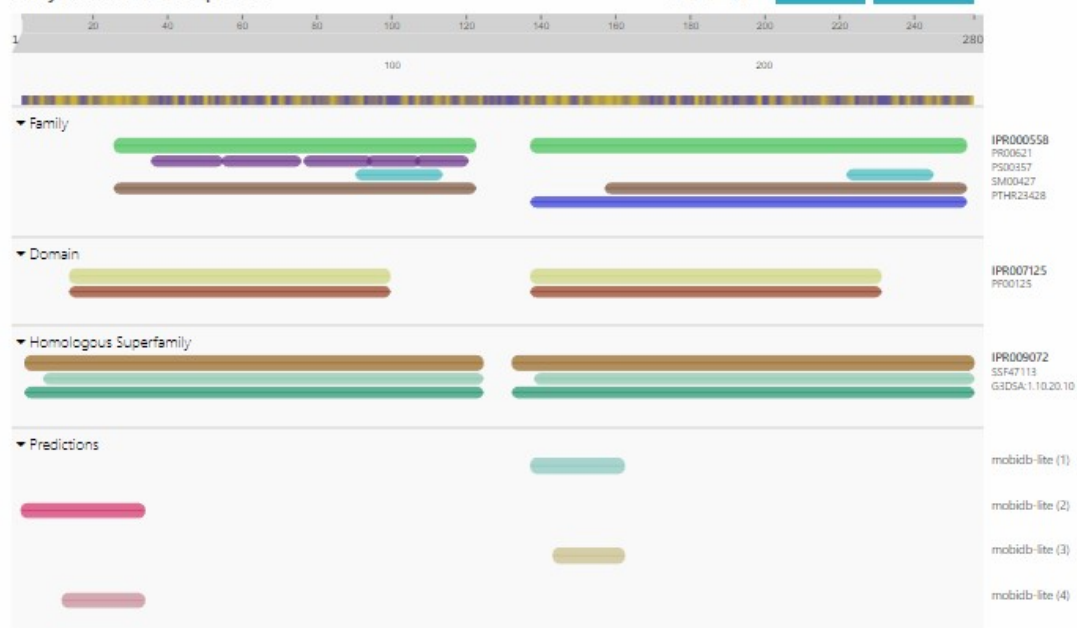 20 40 60 80 100 120 140 160 180 200 220 240
1 280
100 200
Family
IPR000558
PR00621
PS00357
SM00427
PTHR23428
Domain
IPR007125
PF00125
Homologous Superfamily
IPR009072
SSF47113
G3DSA:1.10.20.10
Predictions
mobidb-lite (1)
mobidb-lite (2)
mobidb-lite (3)
mobidb-lite (4)